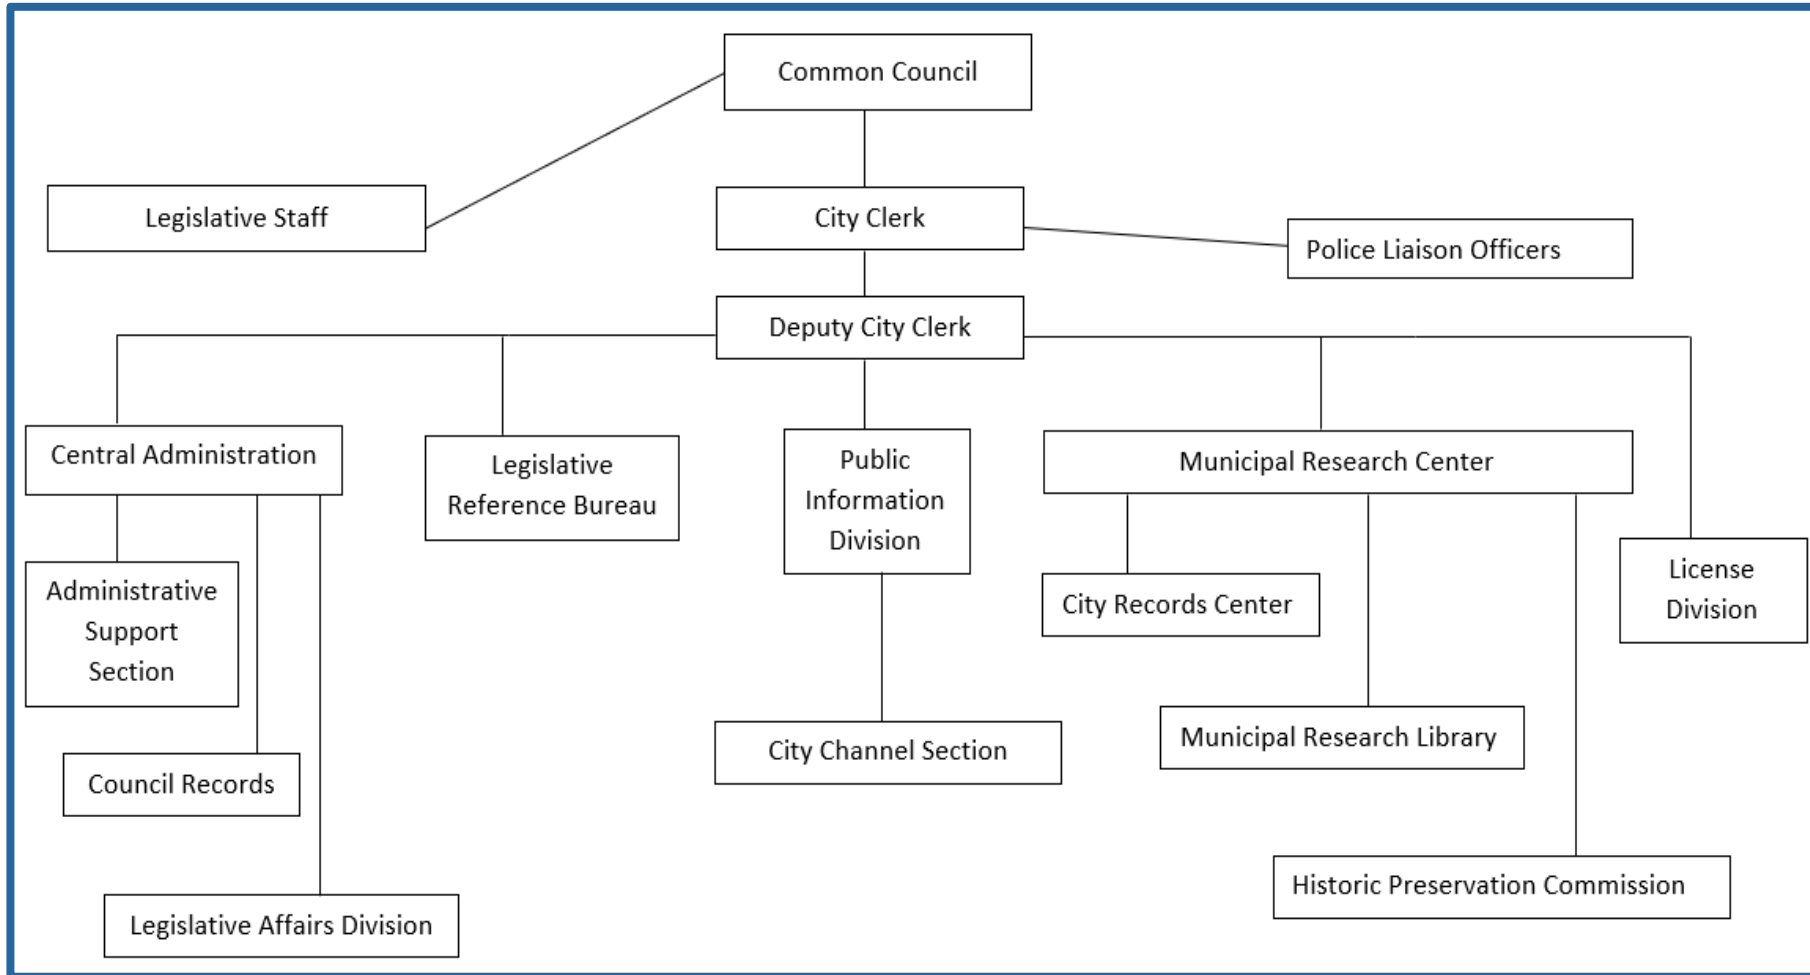 Common Council
Legislative Staff
City Clerk
Police Liaison Officers
Deputy City Clerk
Central Administration
Legislative
Reference Bureau
Public
Information
Division
Municipal Research Center
License
Division
Administrative
Support
Section
City Records Center
Municipal Research Library
City Channel Section
Council Records
Historic Preservation Commission
Legislative Affairs Division